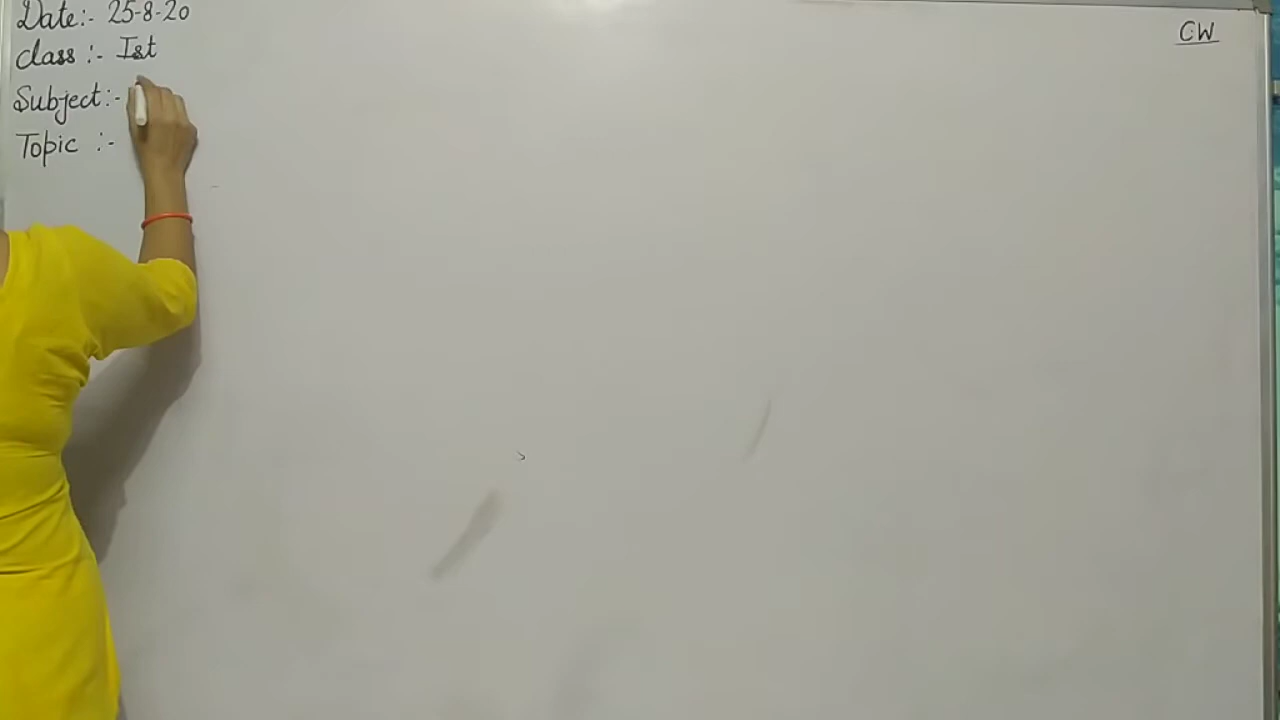 Date:- 25-8-20
CW
Class :- Ist
Subject:-
Topic :-